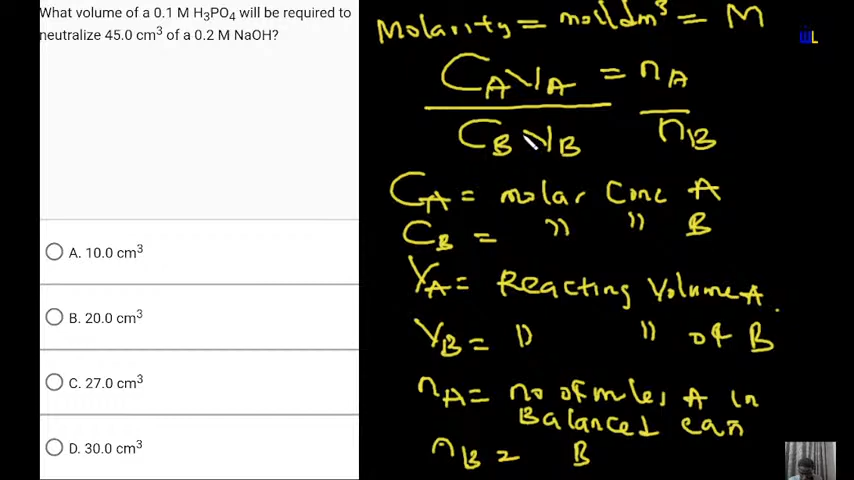 What volume of a 0.1 M H₃PO₄ will be required to
neutralize 45.0 cm³ of a 0.2 M NaOH?
A. 10.0 cm³
B. 20.0 cm³
C. 27.0 cm³
D. 30.0 cm³
Molarity = mol/dm³ = M
CAVA = nA
CBVB nB
CA = molar Conc A
CB = " " B
VA = Reacting Volume A.
VB = " " of B
nA = no of moles A in
Balanced eqn
nB = B
L